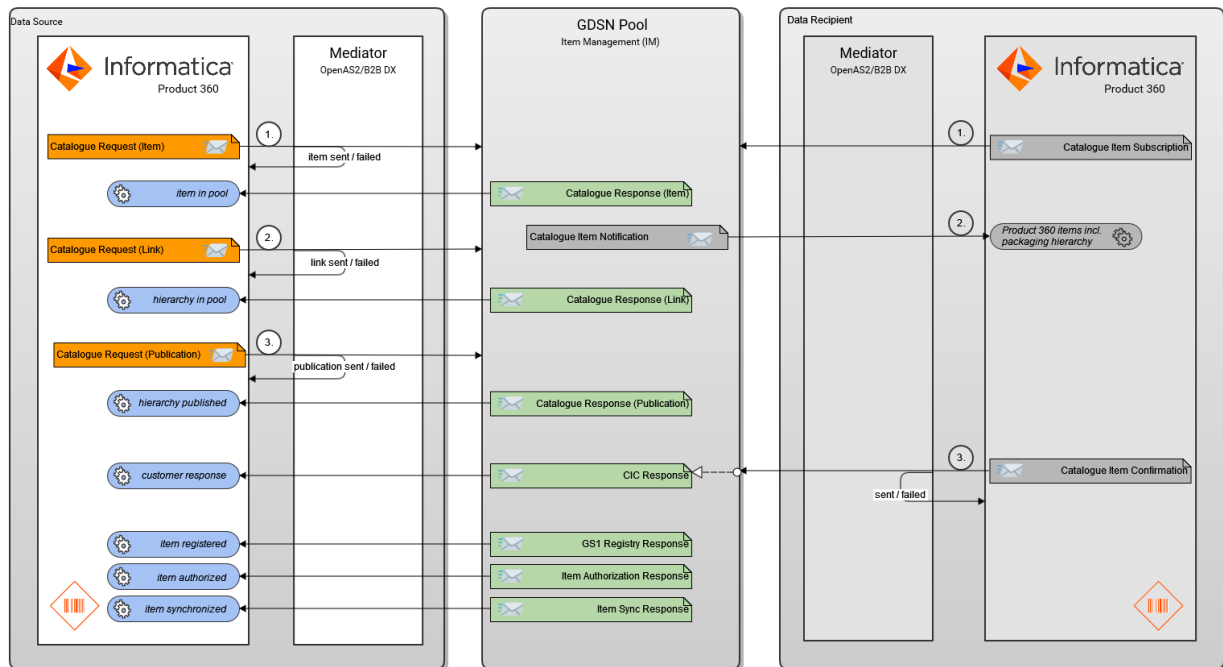 Data Source
GDSN Pool
Item Management (IM)
Data Recipient
Informatica
Product 360
Mediator
OpenAS2/B2B DX
Mediator
OpenAS2/B2B DX
Informatica
Product 360
Catalogue Request (Item)
1.
item sent / failed
1.
Catalogue Item Subscription
item in pool
Catalogue Response (Item)
Catalogue Request (Link)
2.
link sent / failed
Catalogue Item Notification
2.
Product 360 items incl.
packaging hierarchy
hierarchy in pool
Catalogue Response (Link)
Catalogue Request (Publication)
3.
publication sent / failed
hierarchy published
Catalogue Response (Publication)
customer response
CIC Response
3.
Catalogue Item Confirmation
sent / failed
item registered
GS1 Registry Response
item authorized
Item Authorization Response
item synchronized
Item Sync Response